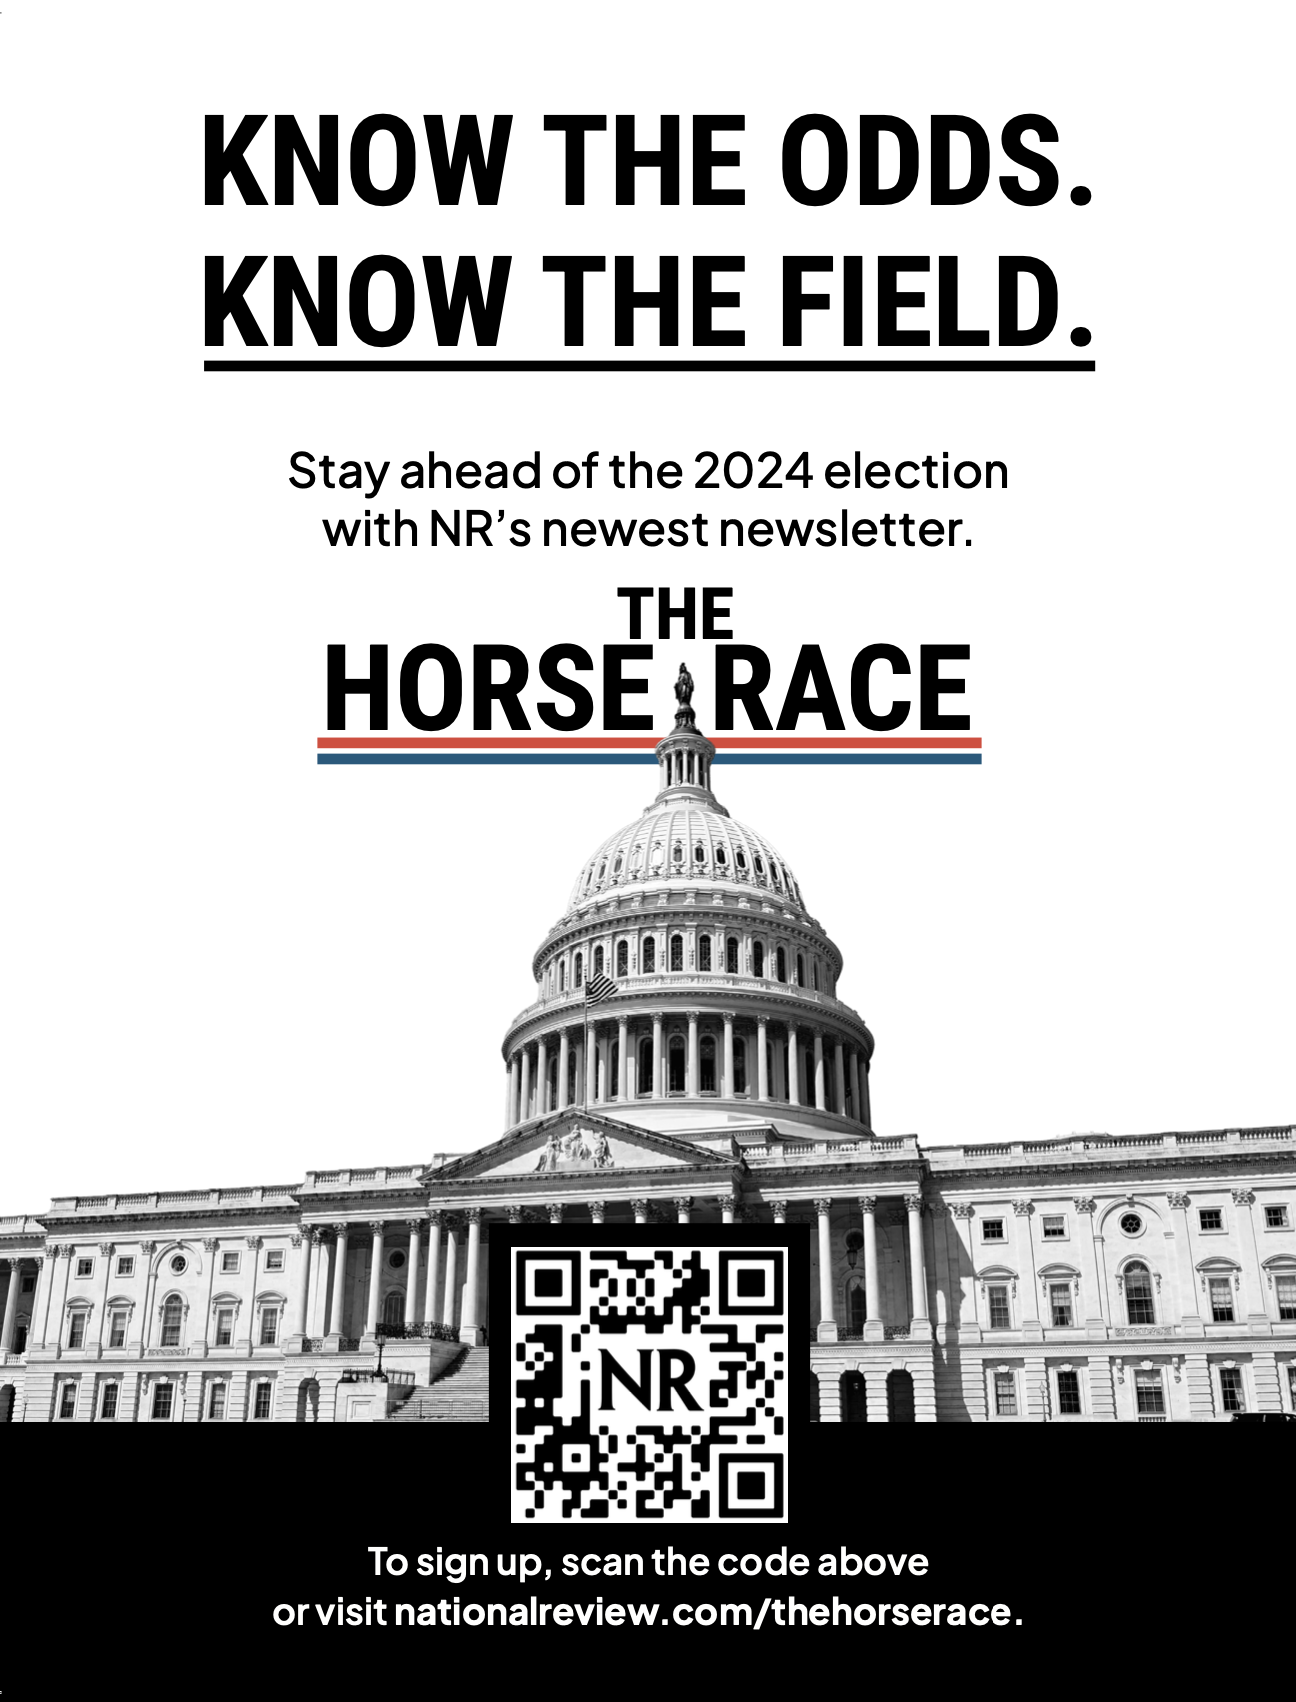 KNOW THE ODDS.
KNOW THE FIELD.
Stay ahead of the 2024 election
with NR’s newest newsletter.
THE
HORSE RACE
NR
To sign up, scan the code above
or visit nationalreview.com/thehorserace.